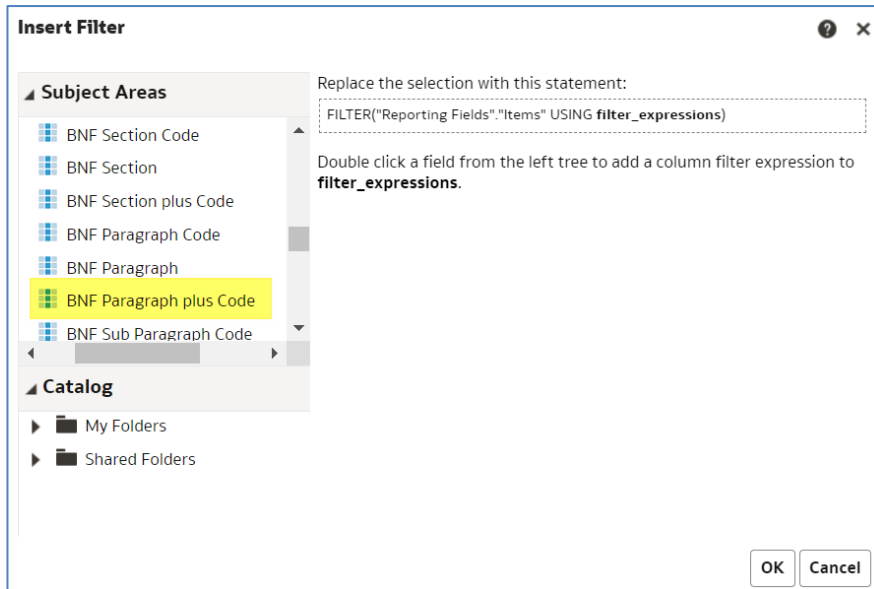 Insert Filter
Subject Areas
BNF Section Code
BNF Section
BNF Section plus Code
BNF Paragraph Code
BNF Paragraph
BNF Paragraph plus Code
BNF Sub Paragraph Code
Catalog
My Folders
Shared Folders
Replace the selection with this statement:
FILTER("Reporting Fields"."Items" USING filter_expressions)
Double click a field from the left tree to add a column filter expression to
filter_expressions.
OK
Cancel